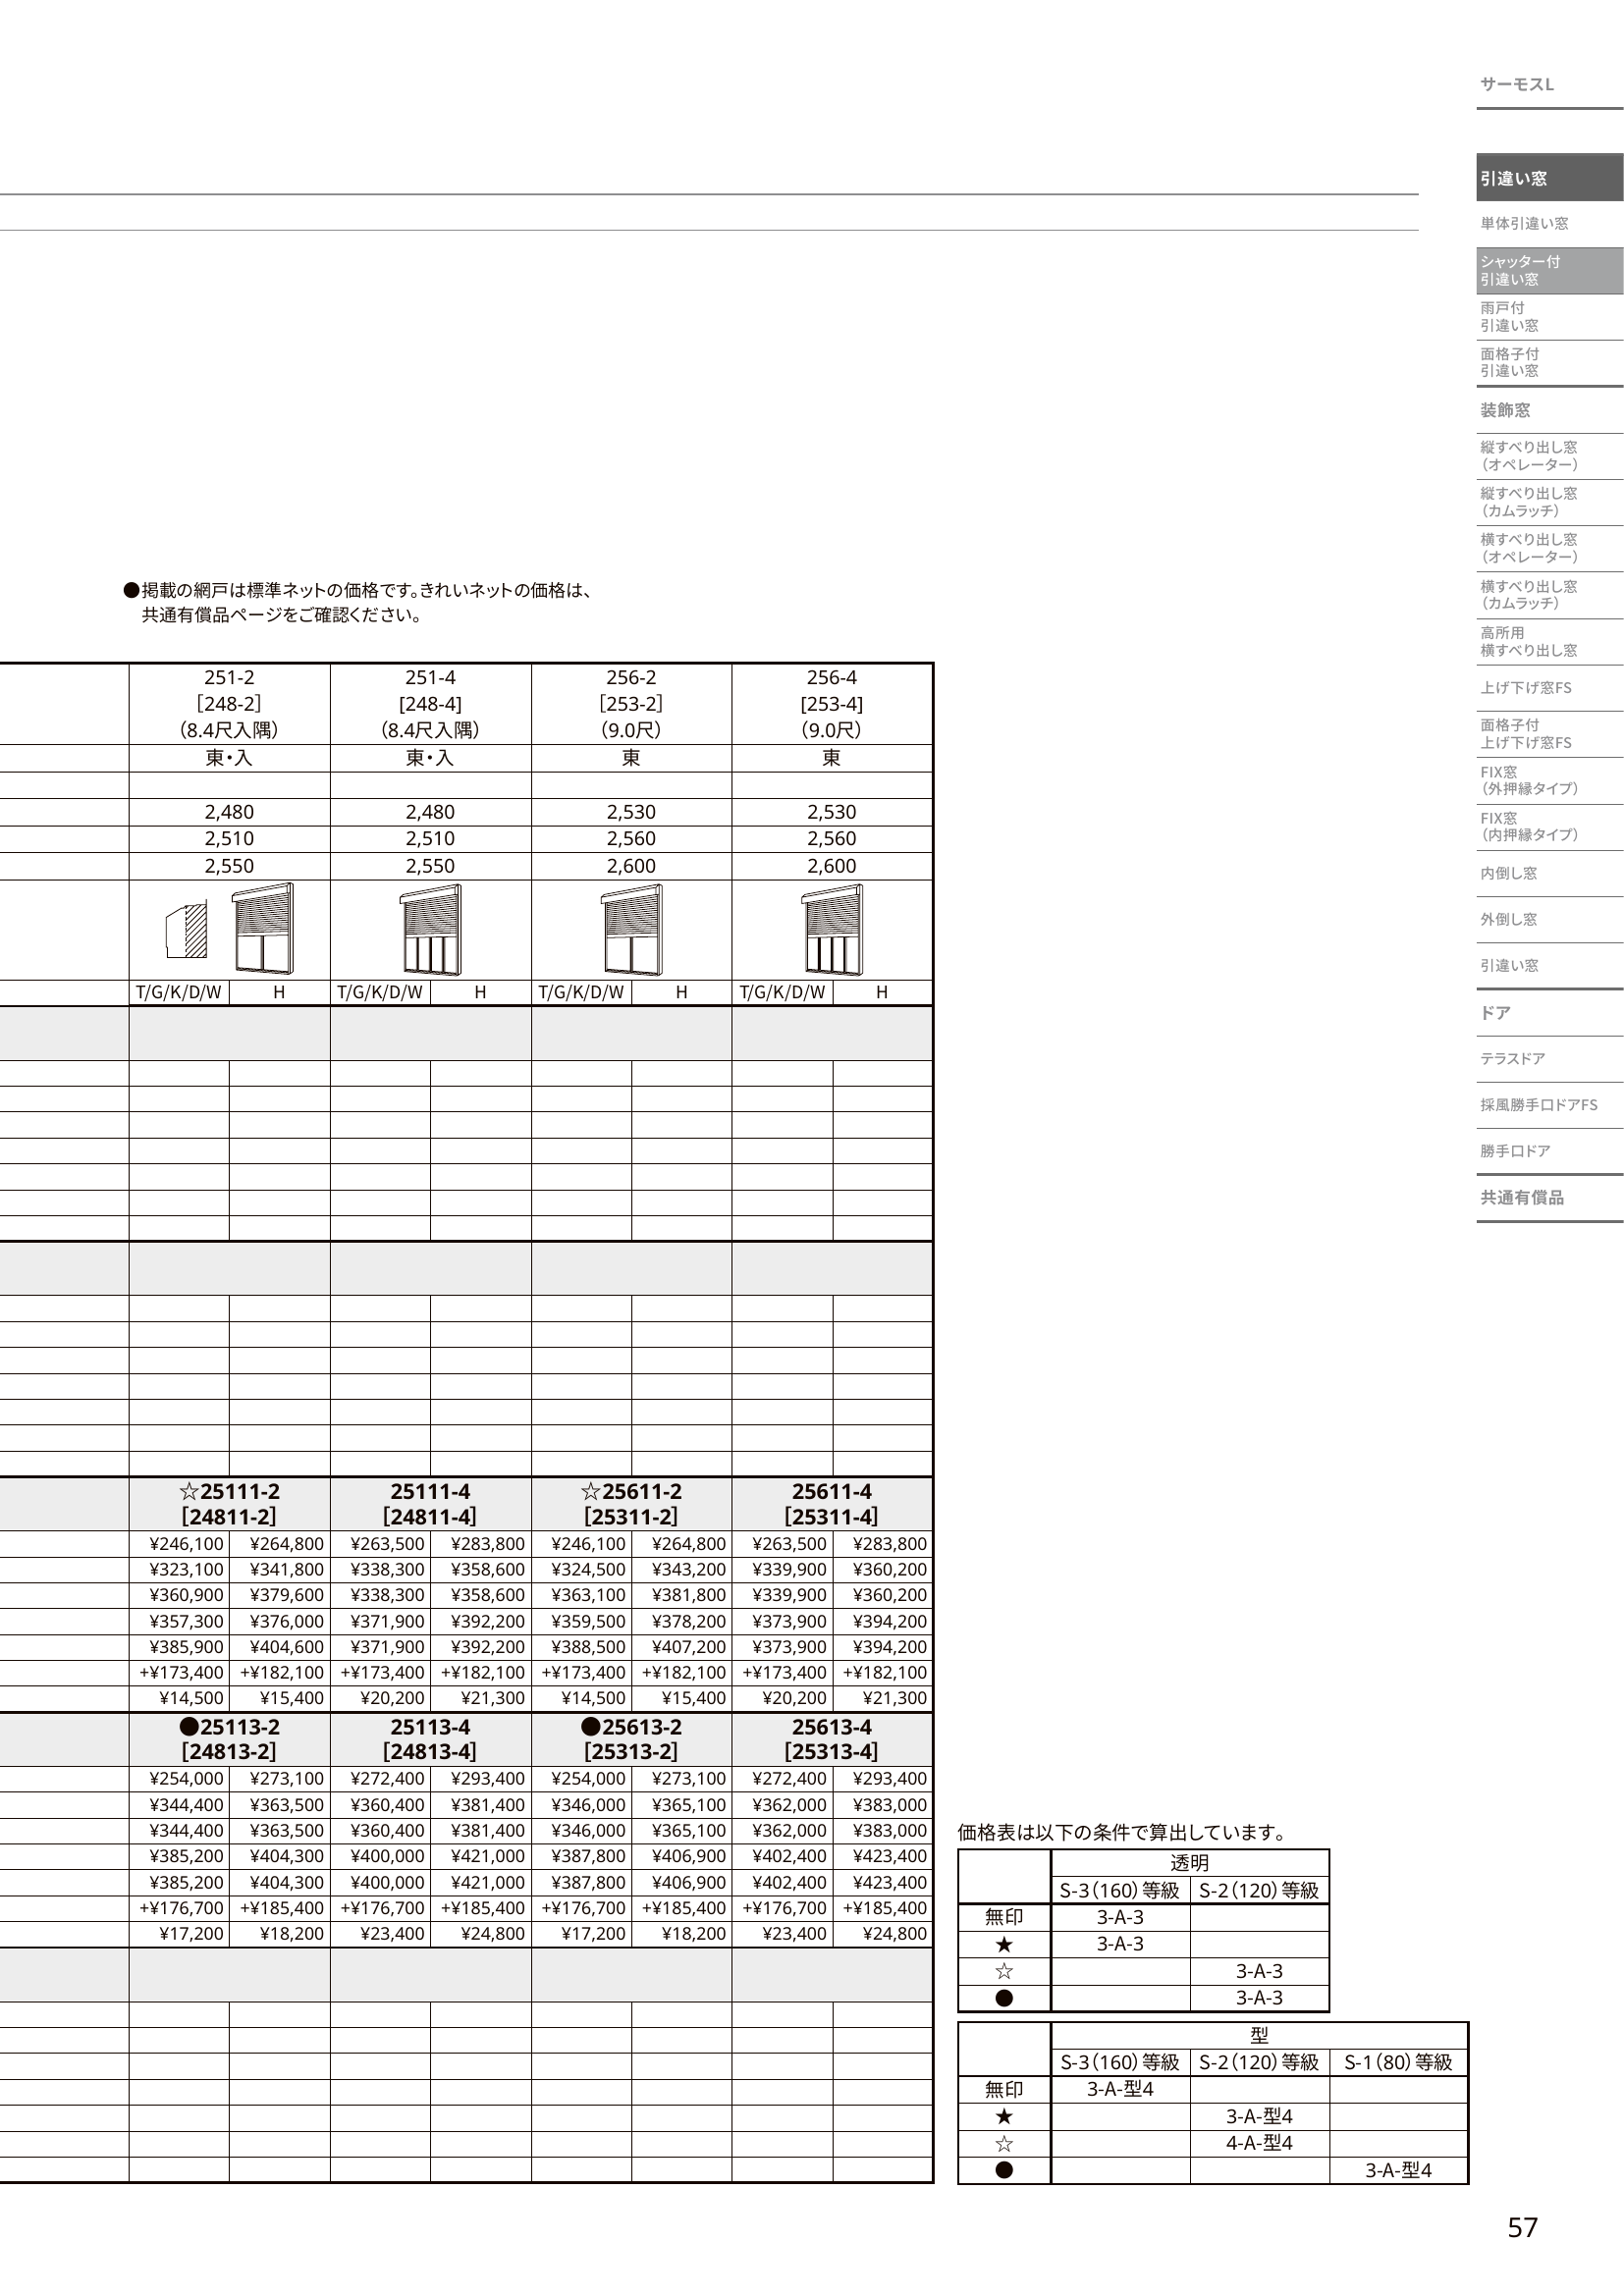 サーモスL
引違い窓
単体引違い窓
シャッター付
引違い窓
雨戸付
引違い窓
面格子付
引違い窓
装飾窓
縦すべり出し窓
（オペレーター）
縦すべり出し窓
（カムラッチ）
横すべり出し窓
（オペレーター）
横すべり出し窓
（カムラッチ）
高所用
横すべり出し窓
上げ下げ窓FS
面格子付
上げ下げ窓FS
FIX窓
（外押縁タイプ）
FIX窓
（内押縁タイプ）
内倒し窓
外倒し窓
引違い窓
ドア
テラスドア
採風勝手口ドアFS
勝手口ドア
共通有償品
●掲載の網戸は標準ネットの価格です。きれいネットの価格は、
共通有償品ページをご確認ください。
251-2 251-4 256-2 256-4
［248-2］ [248-4] ［253-2］ [253-4]
（8.4尺入隅） （8.4尺入隅） （9.0尺） （9.0尺）
東・入 東・入 東 東
2,480 2,480 2,530 2,530
2,510 2,510 2,560 2,560
2,550 2,550 2,600 2,600
T/G/K/D/W H T/G/K/D/W H T/G/K/D/W H T/G/K/D/W H
☆25111-2 25111-4 ☆25611-2 25611-4
［24811-2］ ［24811-4］ ［25311-2］ ［25311-4］
¥246,100 ¥264,800 ¥263,500 ¥283,800 ¥246,100 ¥264,800 ¥263,500 ¥283,800
¥323,100 ¥341,800 ¥338,300 ¥358,600 ¥324,500 ¥343,200 ¥339,900 ¥360,200
¥360,900 ¥379,600 ¥338,300 ¥358,600 ¥363,100 ¥381,800 ¥339,900 ¥360,200
¥357,300 ¥376,000 ¥371,900 ¥392,200 ¥359,500 ¥378,200 ¥373,900 ¥394,200
¥385,900 ¥404,600 ¥371,900 ¥392,200 ¥388,500 ¥407,200 ¥373,900 ¥394,200
+¥173,400 +¥182,100 +¥173,400 +¥182,100 +¥173,400 +¥182,100 +¥173,400 +¥182,100
¥14,500 ¥15,400 ¥20,200 ¥21,300 ¥14,500 ¥15,400 ¥20,200 ¥21,300
●25113-2 25113-4 ●25613-2 25613-4
［24813-2］ ［24813-4］ ［25313-2］ ［25313-4］
¥254,000 ¥273,100 ¥272,400 ¥293,400 ¥254,000 ¥273,100 ¥272,400 ¥293,400
¥344,400 ¥363,500 ¥360,400 ¥381,400 ¥346,000 ¥365,100 ¥362,000 ¥383,000
¥344,400 ¥363,500 ¥360,400 ¥381,400 ¥346,000 ¥365,100 ¥362,000 ¥383,000
¥385,200 ¥404,300 ¥400,000 ¥421,000 ¥387,800 ¥406,900 ¥402,400 ¥423,400
¥385,200 ¥404,300 ¥400,000 ¥421,000 ¥387,800 ¥406,900 ¥402,400 ¥423,400
+¥176,700 +¥185,400 +¥176,700 +¥185,400 +¥176,700 +¥185,400 +¥176,700 +¥185,400
¥17,200 ¥18,200 ¥23,400 ¥24,800 ¥17,200 ¥18,200 ¥23,400 ¥24,800
価格表は以下の条件で算出しています。
透明
S-3（160）等級 S-2（120）等級
無印 3-A-3
★ 3-A-3
☆ 3-A-3
● 3-A-3
型
S-3（160）等級 S-2（120）等級 S-1（80）等級
無印 3-A-型4
★ 3-A-型4
☆ 4-A-型4
● 3-A-型4
57